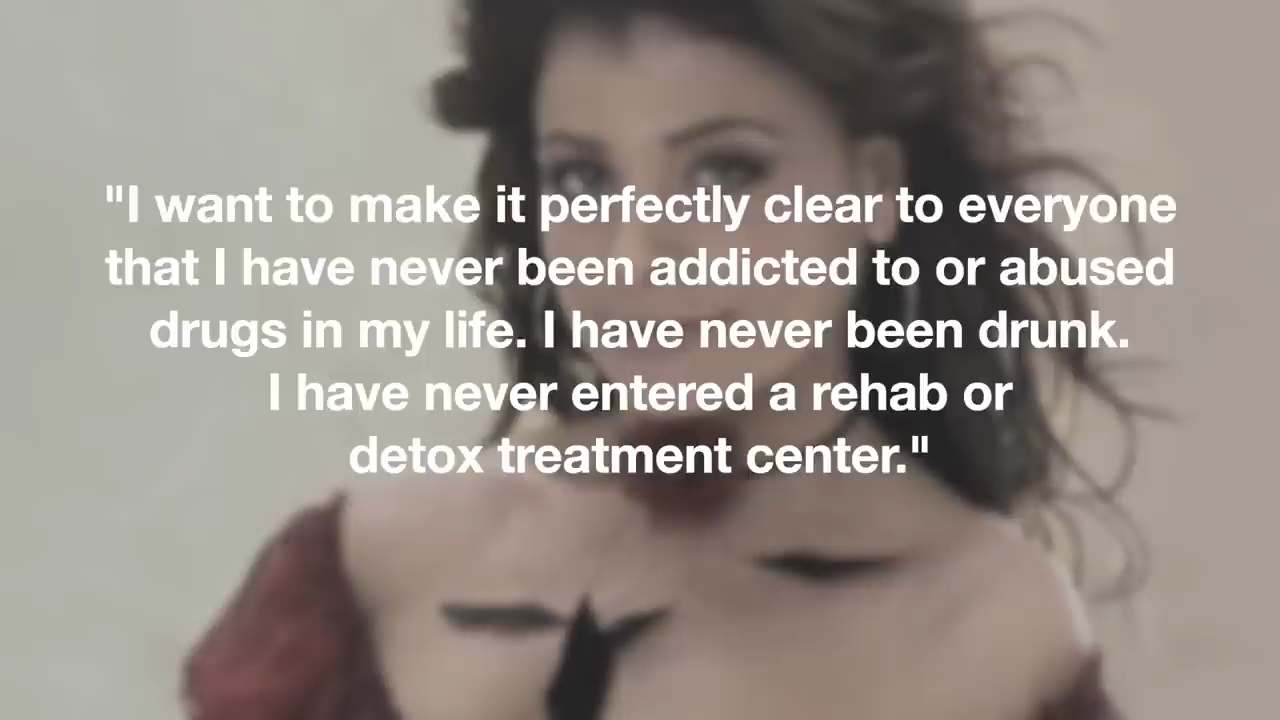 "I want to make it perfectly clear to everyone
that I have never been addicted to or abused
drugs in my life. I have never been drunk.
I have never entered a rehab or
detox treatment center."